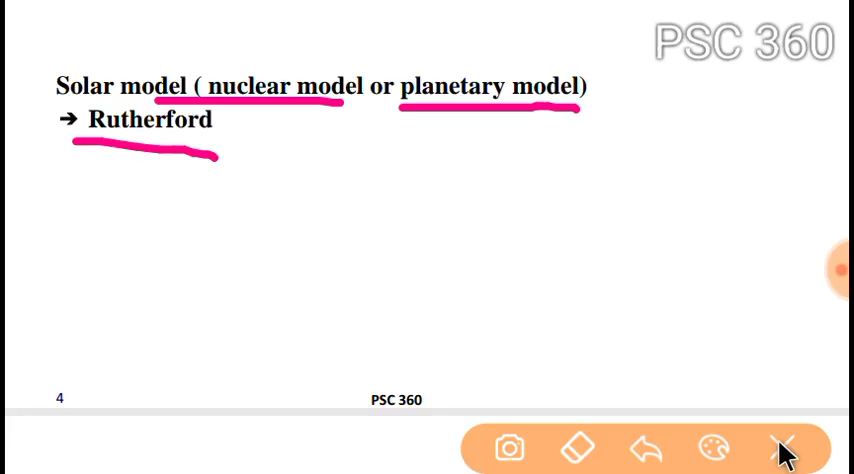 PSC 360
Solar model ( nuclear model or planetary model)
➔ Rutherford
4
PSC 360